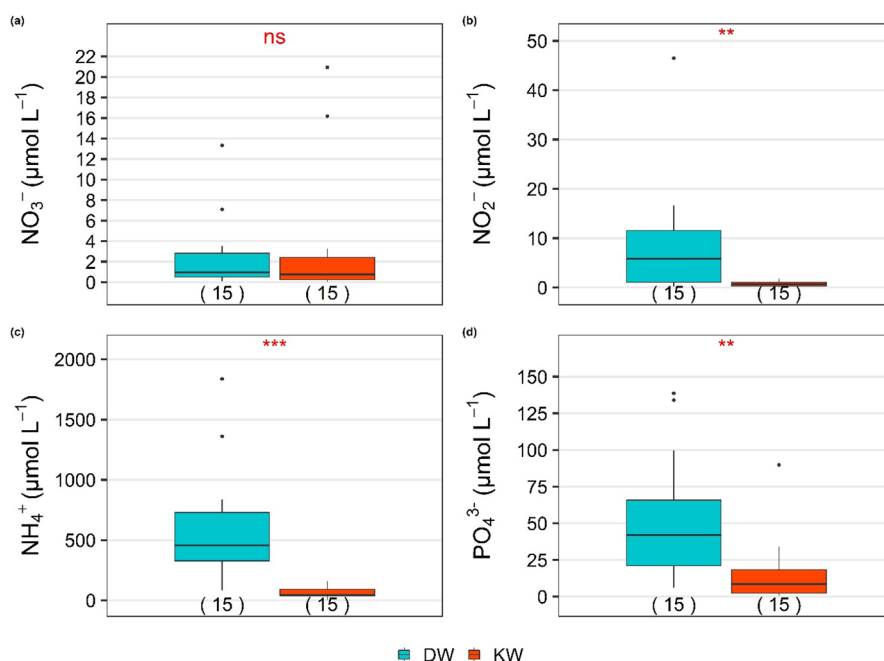 (a)
ns
NO₃⁻ (µmol L⁻¹)
22
20
18
16
14
12
10
8
6
4
2
0
( 15 ) ( 15 )
(b)
**
NO₂⁻ (µmol L⁻¹)
50
40
30
20
10
0
( 15 ) ( 15 )
(c)
***
NH₄⁺ (µmol L⁻¹)
2000
1500
1000
500
0
( 15 ) ( 15 )
(d)
**
PO₄³⁻ (µmol L⁻¹)
150
125
100
75
50
25
0
( 15 ) ( 15 )
DW KW